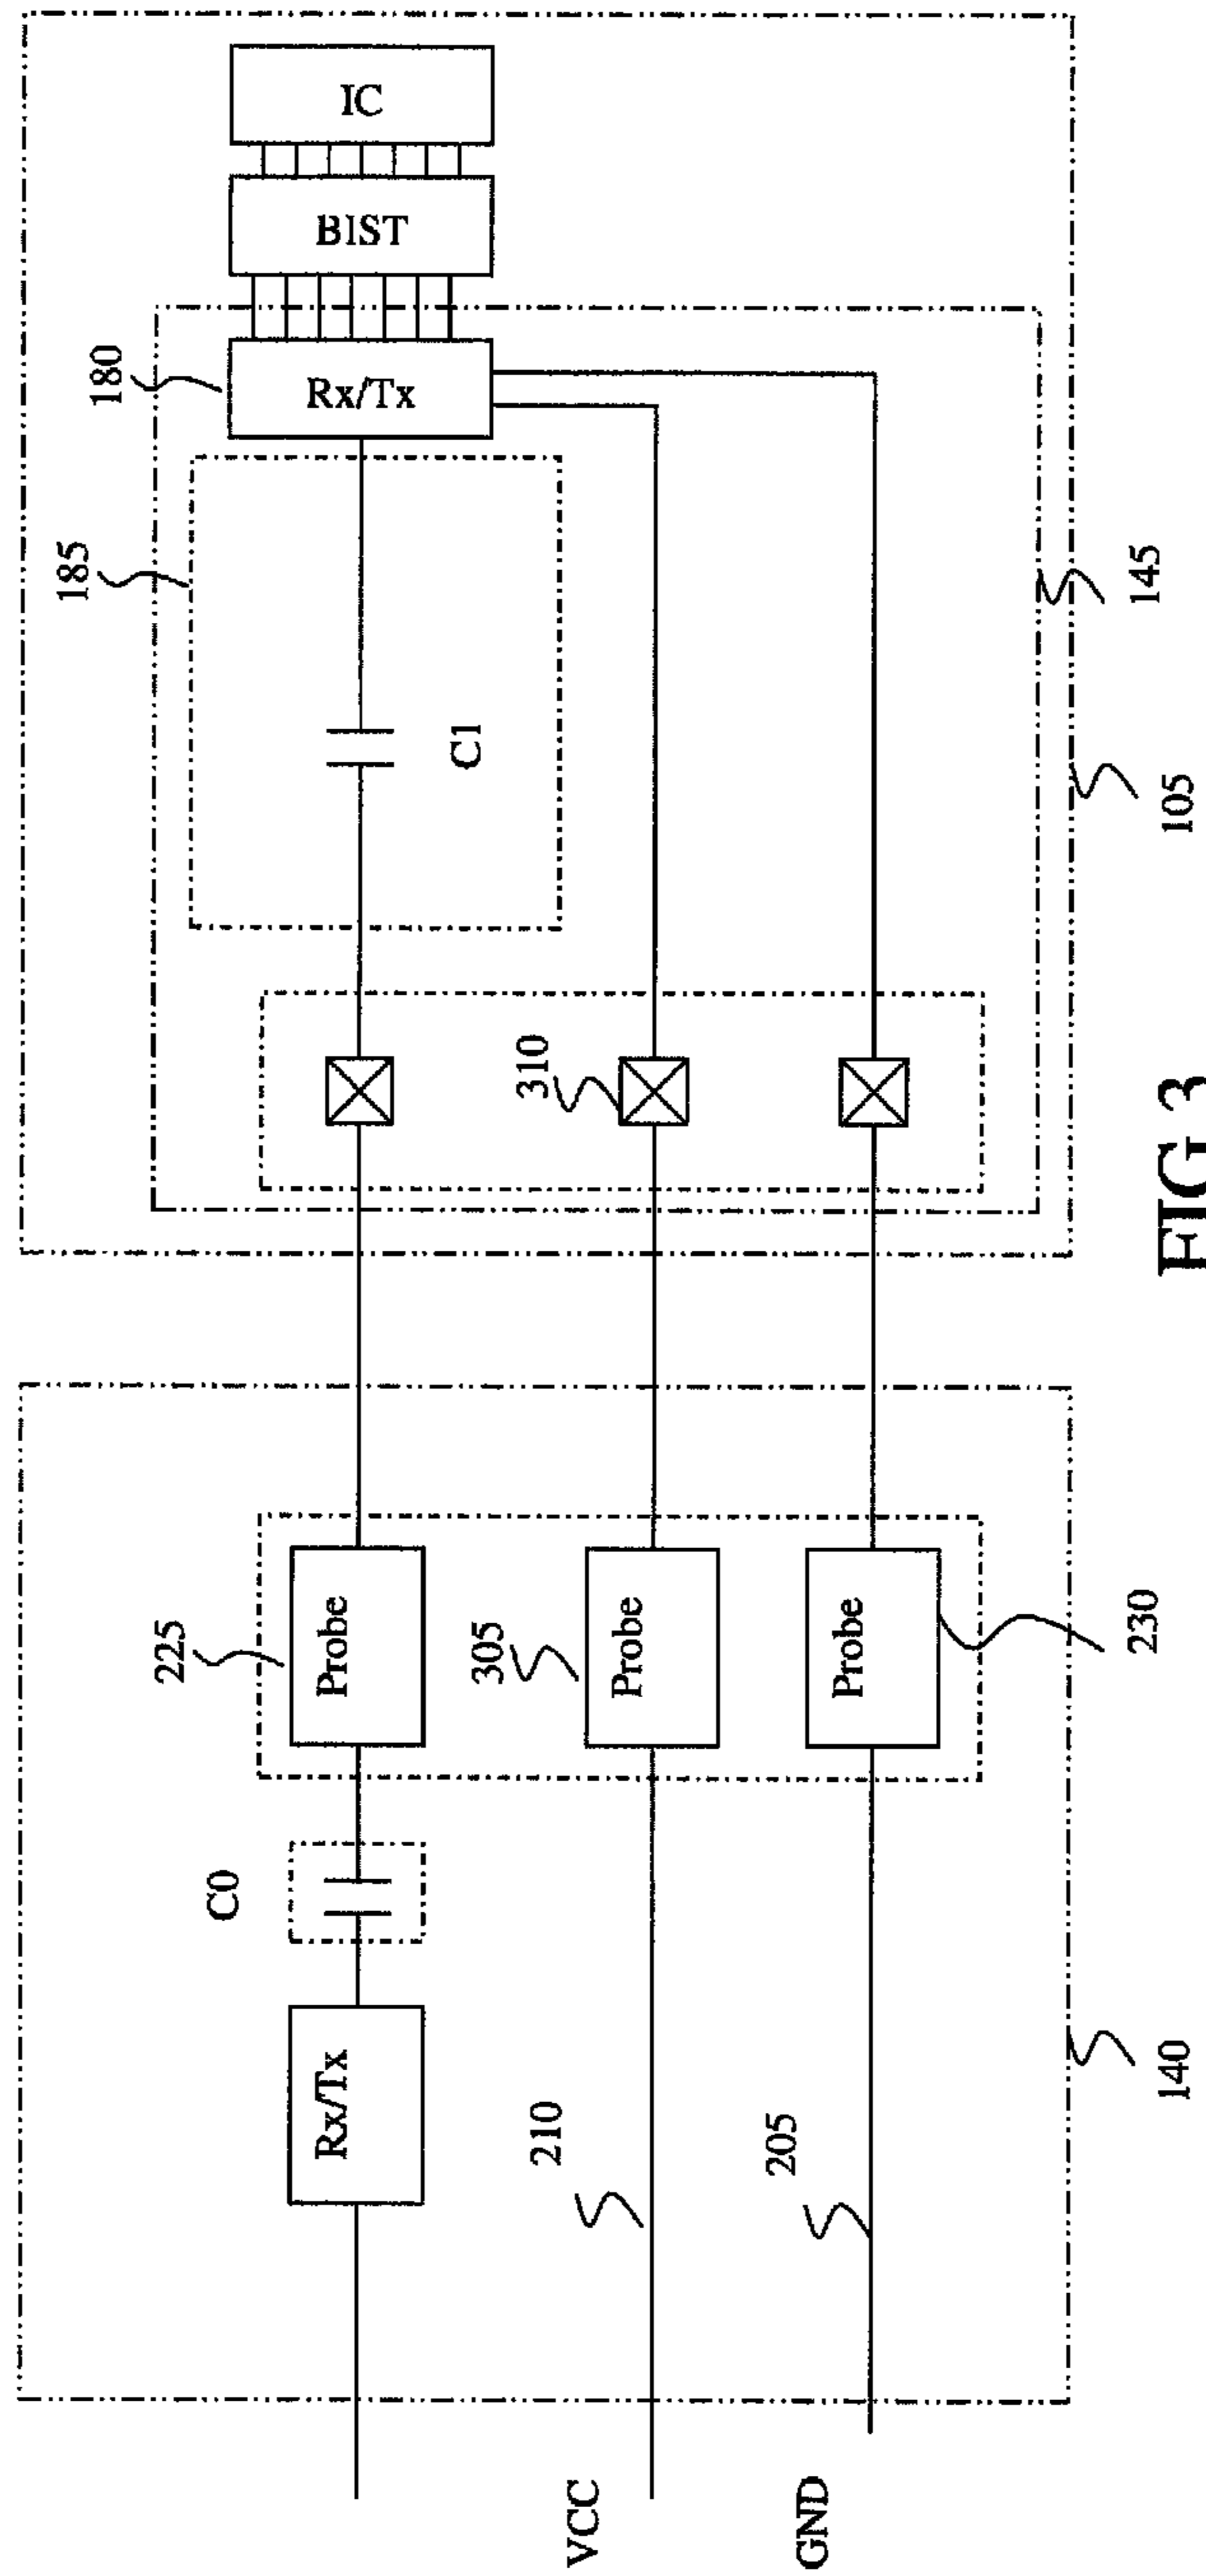 IC
BIST
180
Rx/Tx
185
C1
145
105
310
FIG 3
225
Probe
305
Probe
Probe
230
C0
Rx/Tx
210
205
140
VCC
GND